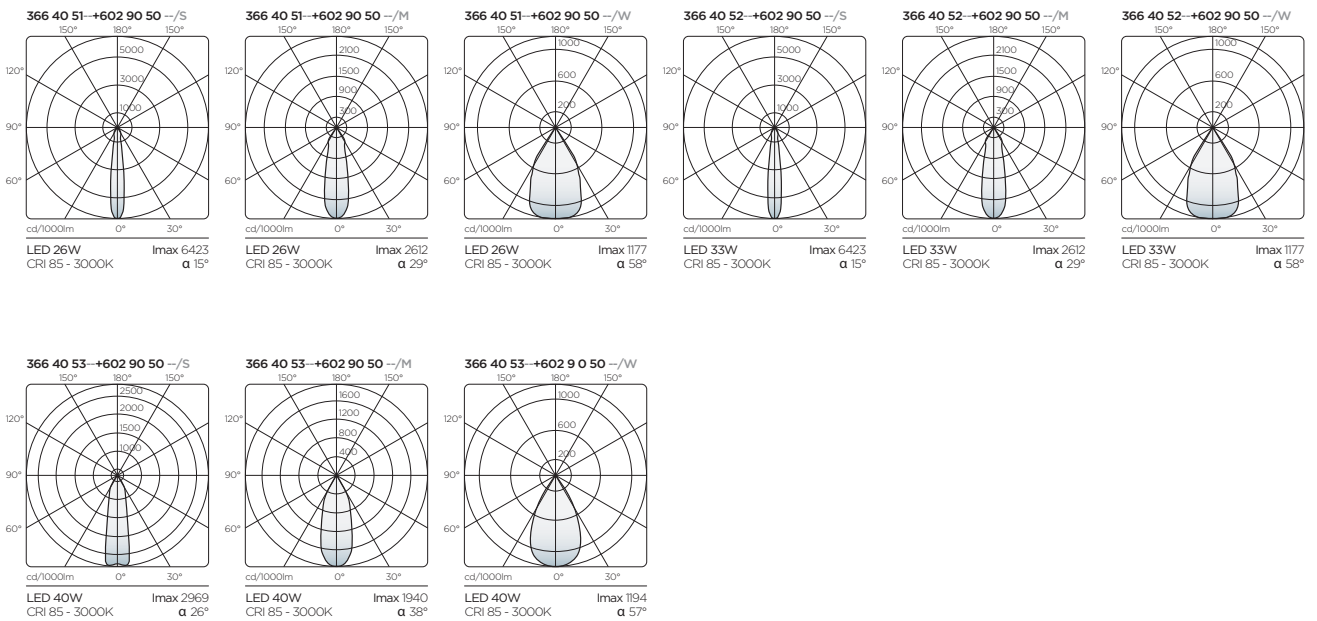 366 40 51--+602 90 50 --/S
150° 180° 150°
5000
120°
3000
1000
90°
60°
cd/1000lm 0° 30°
LED 26W Imax 6423
CRI 85 - 3000K α 15°
366 40 51--+602 90 50 --/M
150° 180° 150°
2100
120°
1500
900
300
90°
60°
cd/1000lm 0° 30°
LED 26W Imax 2612
CRI 85 - 3000K α 29°
366 40 51--+602 90 50 --/W
150° 180° 150°
1000
120°
600
200
90°
60°
cd/1000lm 0° 30°
LED 26W Imax 1177
CRI 85 - 3000K α 58°
366 40 52--+602 90 50 --/S
150° 180° 150°
5000
120°
3000
1000
90°
60°
cd/1000lm 0° 30°
LED 33W Imax 6423
CRI 85 - 3000K α 15°
366 40 52--+602 90 50 --/M
150° 180° 150°
2100
120°
1500
900
300
90°
60°
cd/1000lm 0° 30°
LED 33W Imax 2612
CRI 85 - 3000K α 29°
366 40 52--+602 90 50 --/W
150° 180° 150°
1000
120°
600
200
90°
60°
cd/1000lm 0° 30°
LED 33W Imax 1177
CRI 85 - 3000K α 58°
366 40 53--+602 90 50 --/S
150° 180° 150°
2500
2000
120°
1500
1000
90°
60°
cd/1000lm 0° 30°
LED 40W Imax 2969
CRI 85 - 3000K α 26°
366 40 53--+602 90 50 --/M
150° 180° 150°
1600
1200
120°
800
400
90°
60°
cd/1000lm 0° 30°
LED 40W Imax 1940
CRI 85 - 3000K α 38°
366 40 53--+602 9 0 50 --/W
150° 180° 150°
1000
120°
600
200
90°
60°
cd/1000lm 0° 30°
LED 40W Imax 1194
CRI 85 - 3000K α 57°